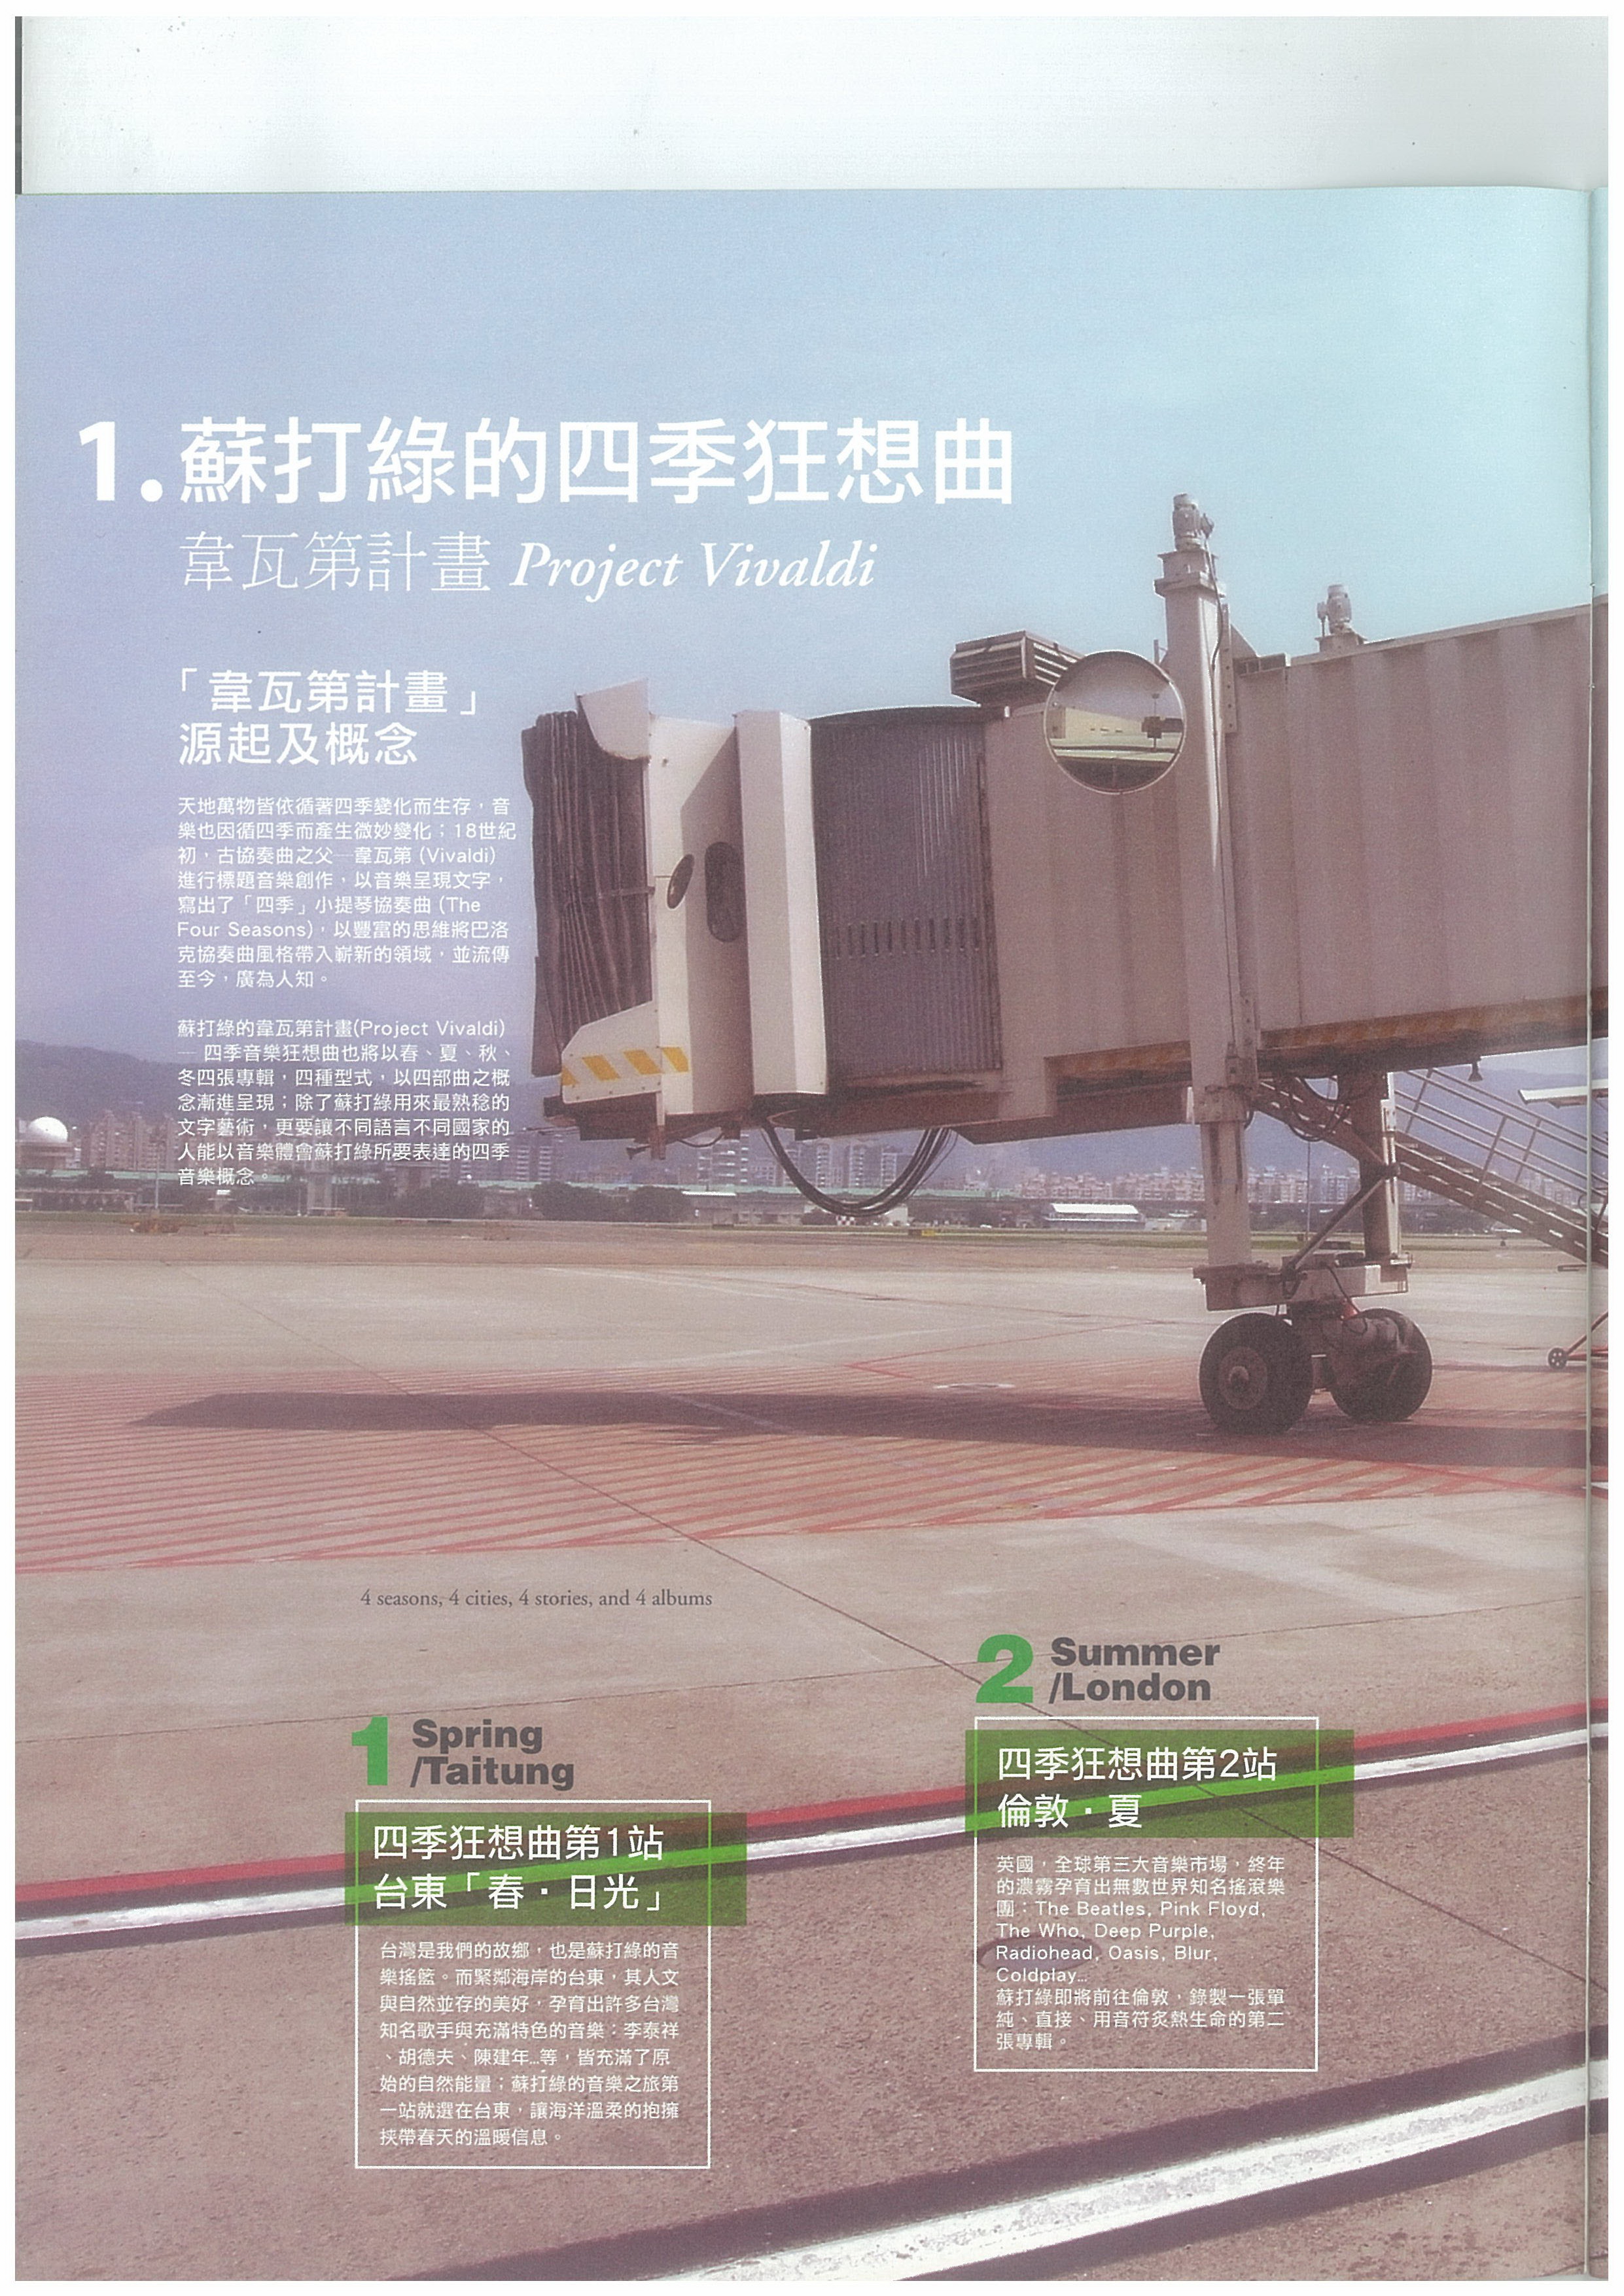 1.蘇打綠的四季狂想曲
韋瓦第計畫 Project Vivaldi
「韋瓦第計畫」
源起及概念
天地萬物皆依循著四季變化而生存，音
樂也因循四季而產生微妙變化；18世紀
初，古協奏曲之父—韋瓦第 (Vivaldi)
進行標題音樂創作，以音樂呈現文字，
寫出了「四季」小提琴協奏曲 (The
Four Seasons)，以豐富的思維將巴洛
克協奏曲風格帶入嶄新的領域，並流傳
至今，廣為人知。
蘇打綠的韋瓦第計畫(Project Vivaldi)
— 四季音樂狂想曲也將以春、夏、秋、
冬四張專輯，四種型式，以四部曲之概
念漸進呈現；除了蘇打綠用來最熟稔的
文字藝術，更要讓不同語言不同國家的
人能以音樂體會蘇打綠所要表達的四季
音樂概念。
4 seasons, 4 cities, 4 stories, and 4 albums
1 Spring
/Taitung
四季狂想曲第1站
台東「春・日光」
台灣是我們的故鄉，也是蘇打綠的音
樂搖籃。而緊鄰海岸的台東，其人文
與自然並存的美好，孕育出許多台灣
知名歌手與充滿特色的音樂：李泰祥
、胡德夫、陳建年…等，皆充滿了原
始的自然能量；蘇打綠的音樂之旅第
一站就選在台東，讓海洋溫柔的抱擁
挾帶春天的溫暖信息。
2 Summer
/London
四季狂想曲第2站
倫敦・夏
英國，全球第三大音樂市場，終年
的濃霧孕育出無數世界知名搖滾樂
團：The Beatles, Pink Floyd,
The Who, Deep Purple,
Radiohead, Oasis, Blur,
Coldplay…
蘇打綠即將前往倫敦，錄製一張單
純、直接、用音符炙熱生命的第二
張專輯。